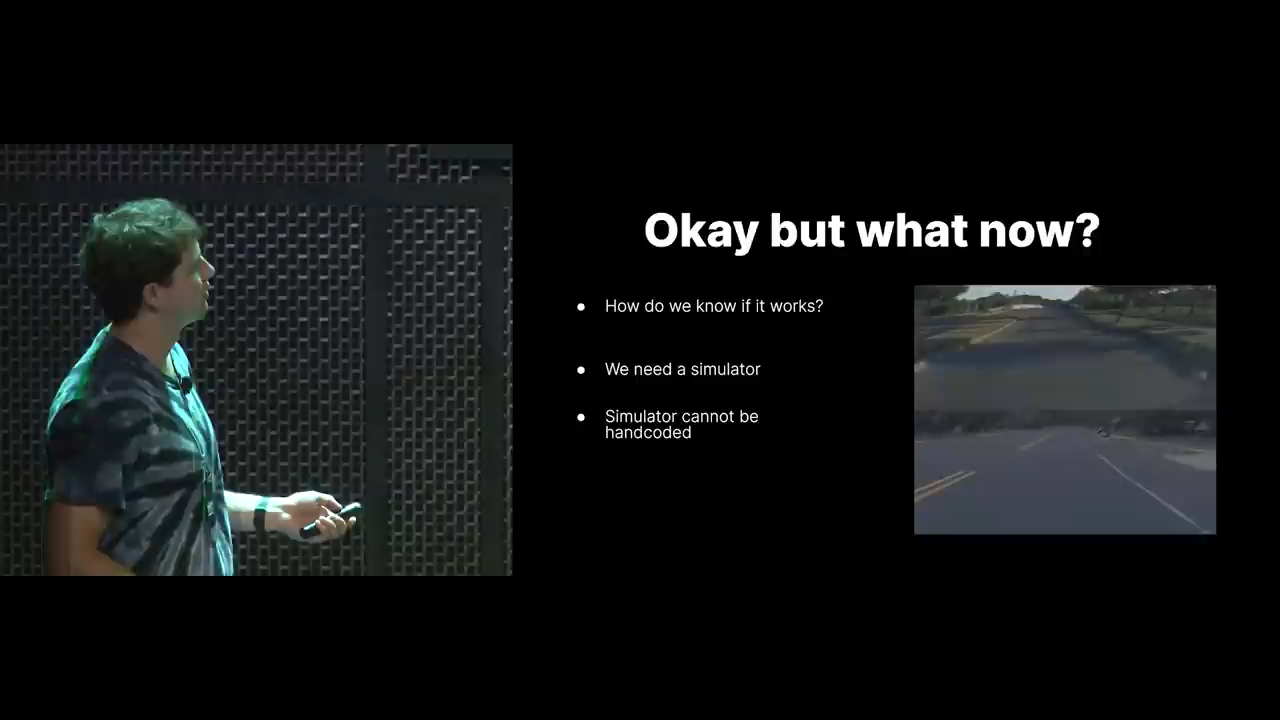 Okay but what now?
● How do we know if it works?
● We need a simulator
● Simulator cannot be
handcoded